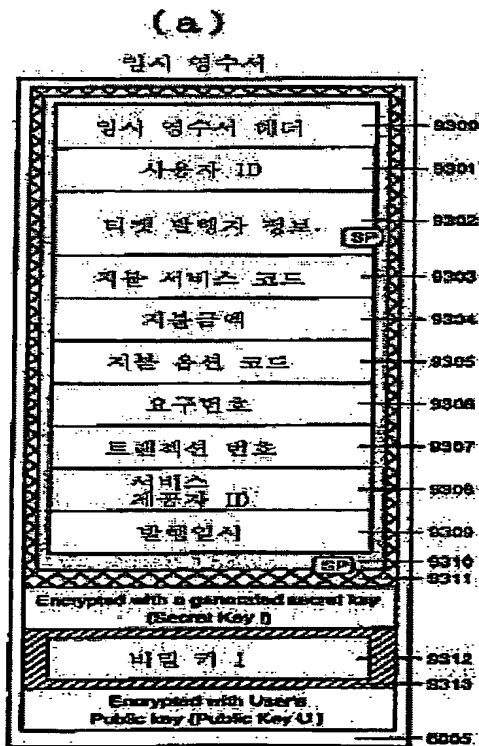 (a)
임시 영수서
임시 영수서 헤더 9300
사용자 ID 9301
티켓 발행자 정보 9302
SP
지불 서비스 코드 9303
지불금액 9304
지불 옵션 코드 9305
요구번호 9306
트랜잭션 번호 9307
서비스
제공자 ID 9308
발행일시 9309
SP 9310
9311
Encrypted with a generated secret key
(Secret Key I)
비밀 키 I 9312
9313
Encrypted with User's
Public key (Public Key U)
6005